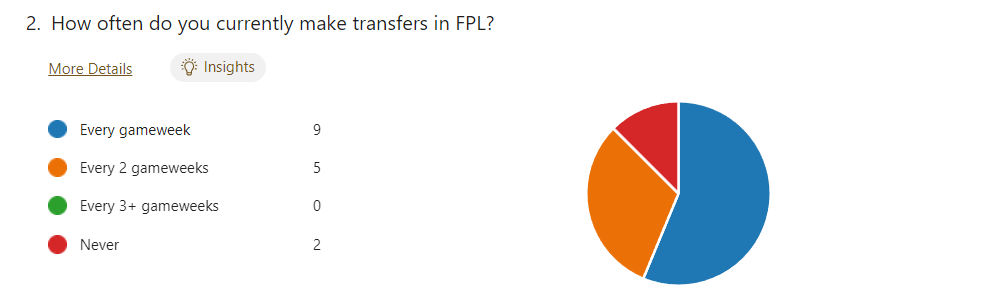 2. How often do you currently make transfers in FPL?
More Details
Insights
Every gameweek 9
Every 2 gameweeks 5
Every 3+ gameweeks 0
Never 2